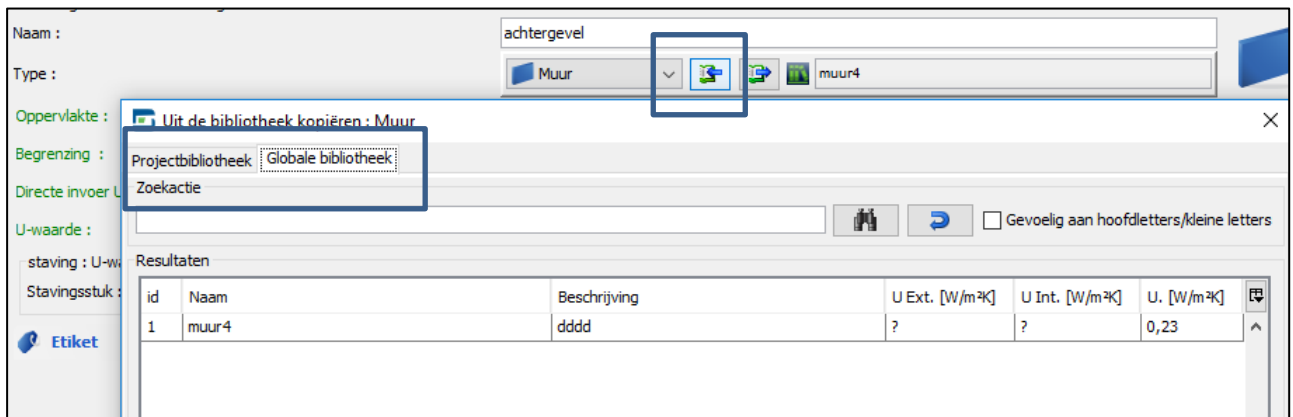 Naam :
achtergevel
Type :
Muur
muur4
Oppervlakte :
Uit de bibliotheek kopiëren : Muur
Begrenzing :
Projectbibliotheek
Globale bibliotheek
Directe invoer U
Zoekactie
Gevoelig aan hoofdletters/kleine letters
U-waarde :
staving : U-wa
Resultaten
Stavingsstuk :
id Naam Beschrijving U Ext. [W/m²K] U Int. [W/m²K] U. [W/m²K]
1 muur4 dddd ? ? 0,23
Etiket